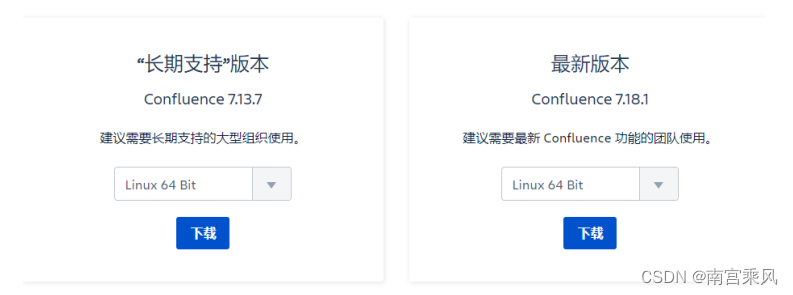 “长期支持”版本
Confluence 7.13.7
建议需要长期支持的大型组织使用。
Linux 64 Bit
下载
最新版本
Confluence 7.18.1
建议需要最新 Confluence 功能的团队使用。
Linux 64 Bit
下载
CSDN @南宫乘风